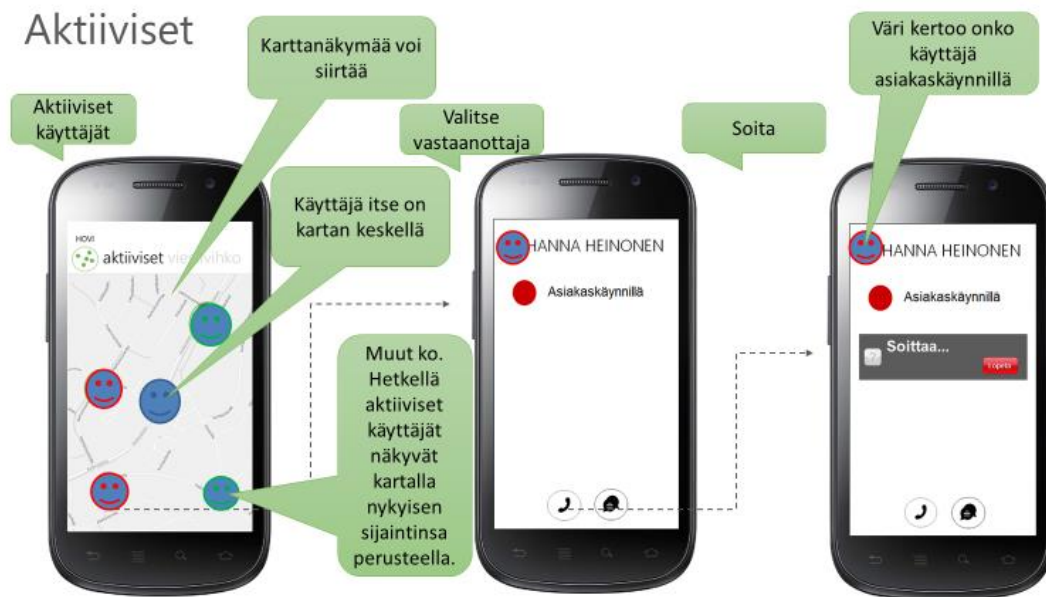 Aktiiviset
Karttanäkymää voi
siirtää
Väri kertoo onko
käyttäjä
asiakaskäynnillä
Aktiiviset
käyttäjät
Valitse
vastaanottaja
Soita
Käyttäjä itse on
kartan keskellä
HOVI
aktiiviset viestivihko
Muut ko.
Hetkellä
aktiiviset
käyttäjät
näkyvät
kartalla
nykyisen
sijaintinsa
perusteella.
HANNA HEINONEN
Asiakaskäynnillä
HANNA HEINONEN
Asiakaskäynnillä
Soittaa...
Lopeta